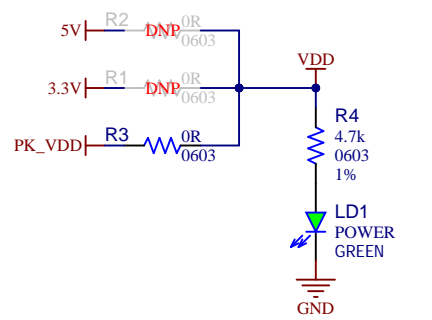 R2
5V
DNP
0R
0603
R1
3.3V
DNP
0R
0603
VDD
R3
PK_VDD
0R
0603
R4
4.7k
0603
1%
LD1
POWER
GREEN
GND